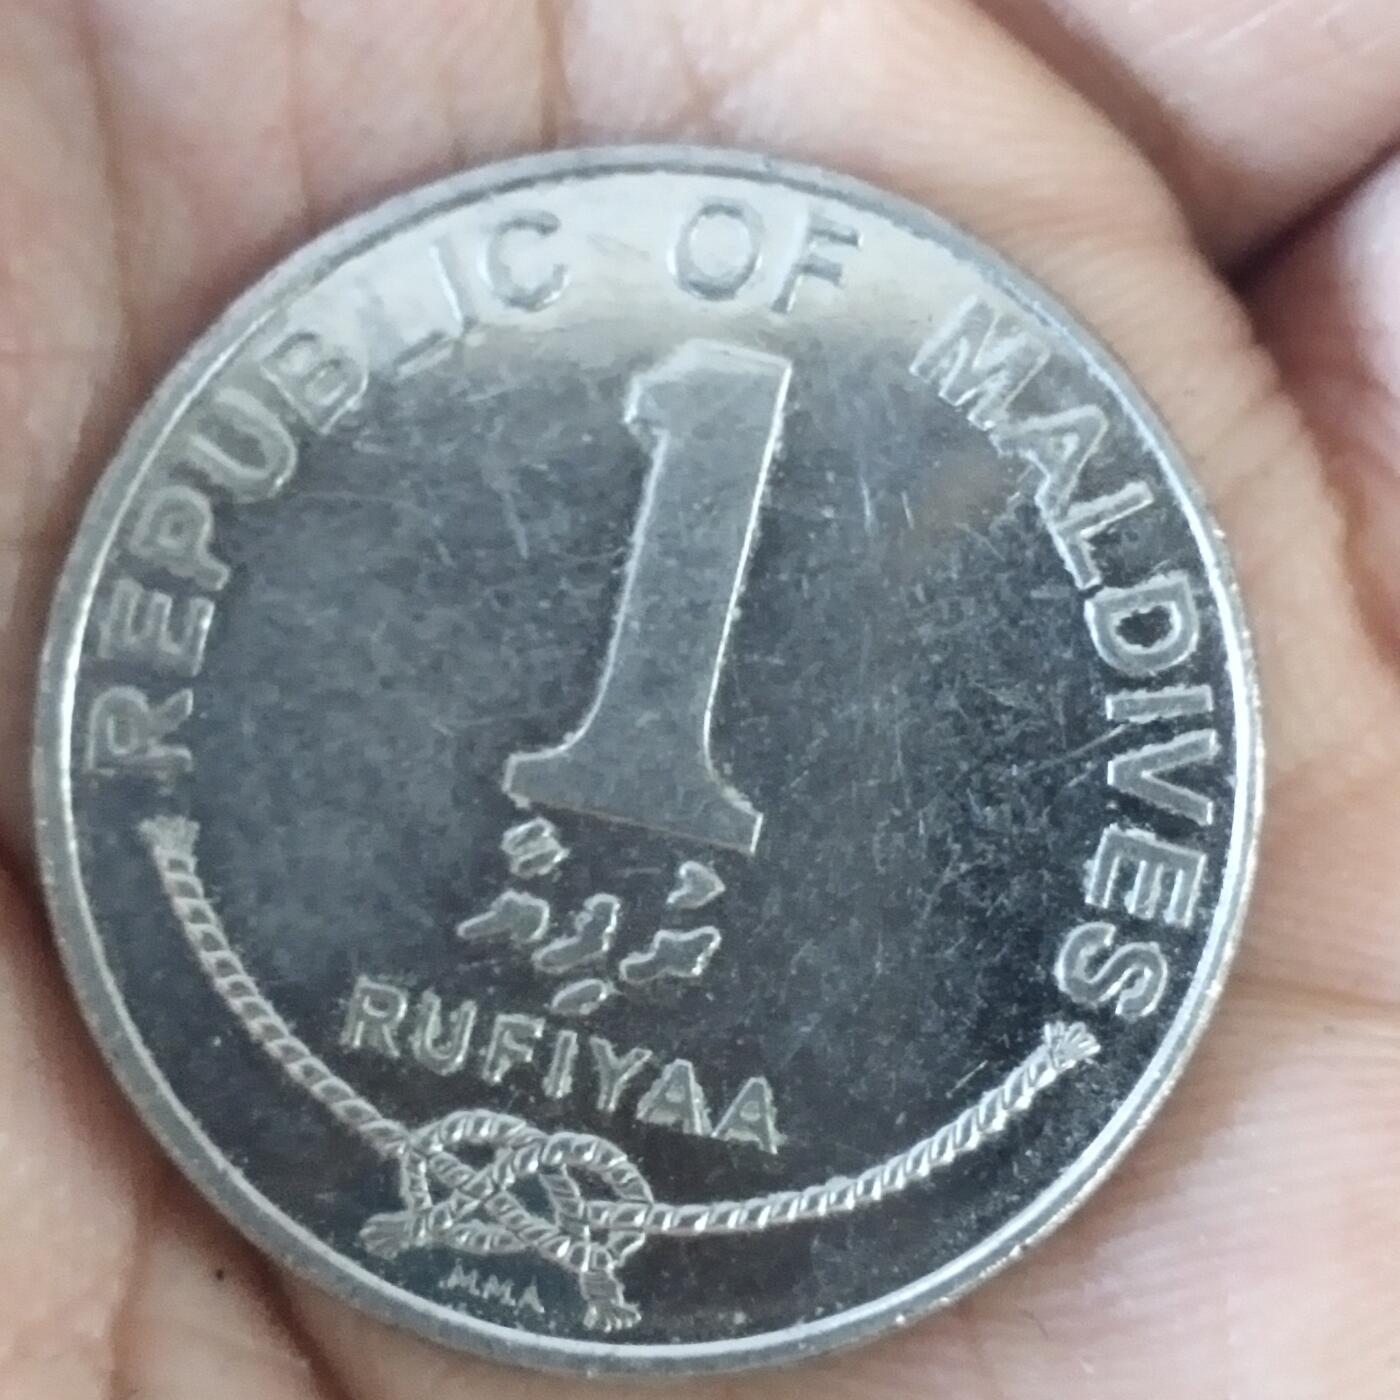 REPUBLIC OF MALDIVES
1
ރުފިޔާ
RUFIYAA
M.M.A